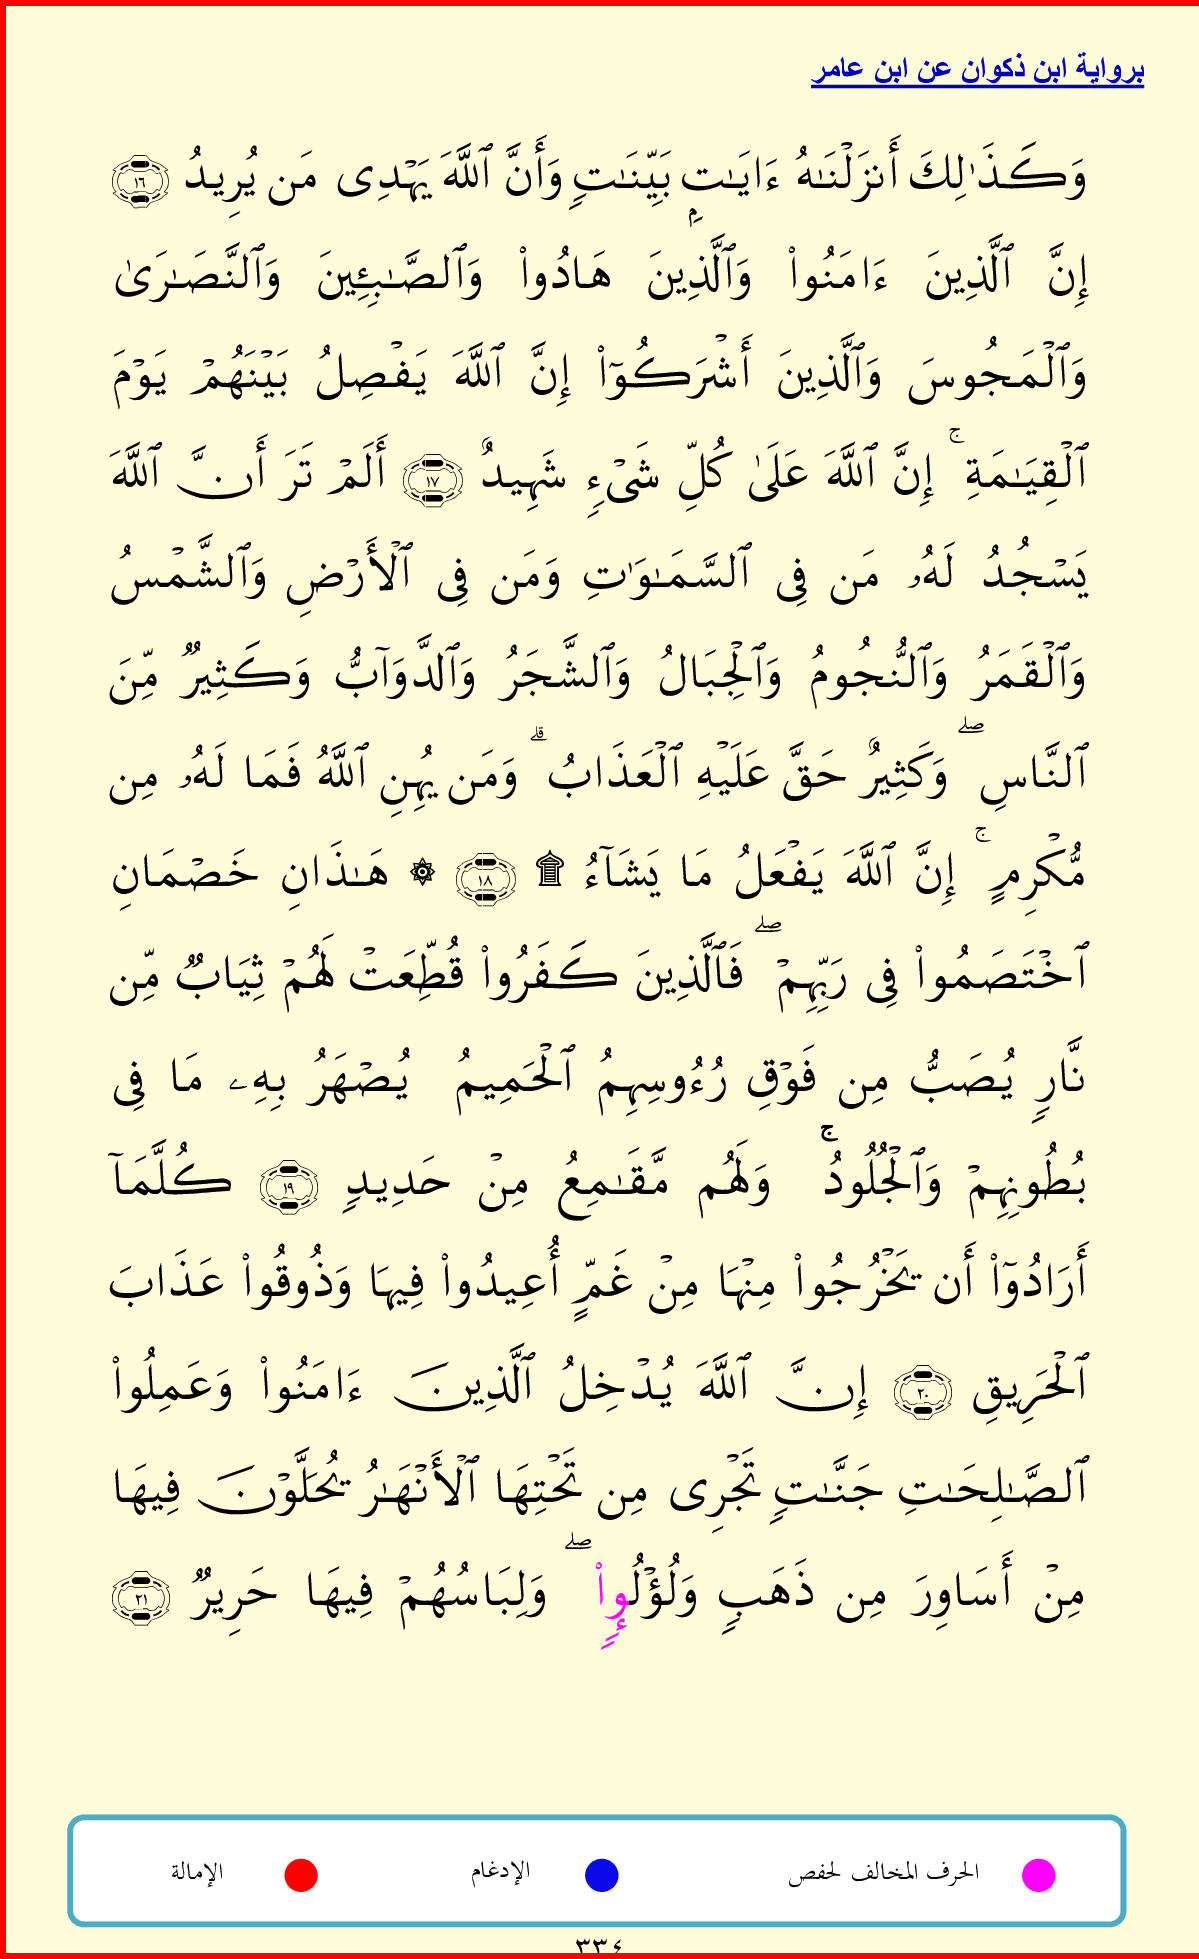 برواية ابن ذكوان عن ابن عامر
وَكَذَٰلِكَ أَنزَلْنَٰهُ ءَايَٰتِۭ بَيِّنَٰتٍ وَأَنَّ ٱللَّهَ يَهْدِى مَن يُرِيدُ ١٦
إِنَّ ٱلَّذِينَ ءَامَنُوا۟ وَٱلَّذِينَ هَادُوا۟ وَٱلصَّٰبِـِٔينَ وَٱلنَّصَٰرَىٰ
وَٱلْمَجُوسَ وَٱلَّذِينَ أَشْرَكُوٓا۟ إِنَّ ٱللَّهَ يَفْصِلُ بَيْنَهُمْ يَوْمَ
ٱلْقِيَٰمَةِ ۚ إِنَّ ٱللَّهَ عَلَىٰ كُلِّ شَىْءٍ شَهِيدٌ ١٧ أَلَمْ تَرَ أَنَّ ٱللَّهَ
يَسْجُدُ لَهُۥ مَن فِى ٱلسَّمَٰوَٰتِ وَمَن فِى ٱلْأَرْضِ وَٱلشَّمْسُ
وَٱلْقَمَرُ وَٱلنُّجُومُ وَٱلْجِبَالُ وَٱلشَّجَرُ وَٱلدَّوَآبُّ وَكَثِيرٌ مِّنَ
ٱلنَّاسِ ۖ وَكَثِيرٌ حَقَّ عَلَيْهِ ٱلْعَذَابُ ۗ وَمَن يُهِنِ ٱللَّهُ فَمَا لَهُۥ مِن
مُّكْرِمٍ ۚ إِنَّ ٱللَّهَ يَفْعَلُ مَا يَشَآءُ ۩ ١٨ ۞ هَٰذَانِ خَصْمَانِ
ٱخْتَصَمُوا۟ فِى رَبِّهِمْ ۖ فَٱلَّذِينَ كَفَرُوا۟ قُطِّعَتْ لَهُمْ ثِيَابٌ مِّن
نَّارٍ يُصَبُّ مِن فَوْقِ رُءُوسِهِمُ ٱلْحَمِيمُ يُصْهَرُ بِهِۦ مَا فِى
بُطُونِهِمْ وَٱلْجُلُودُ ۚ وَلَهُم مَّقَٰمِعُ مِنْ حَدِيدٍ ١٩ كُلَّمَآ
أَرَادُوٓا۟ أَن يَخْرُجُوا۟ مِنْهَا مِنْ غَمٍّ أُعِيدُوا۟ فِيهَا وَذُوقُوا۟ عَذَابَ
ٱلْحَرِيقِ ٢٠ إِنَّ ٱللَّهَ يُدْخِلُ ٱلَّذِينَ ءَامَنُوا۟ وَعَمِلُوا۟
ٱلصَّٰلِحَٰتِ جَنَّٰتٍ تَجْرِى مِن تَحْتِهَا ٱلْأَنْهَٰرُ يُحَلَّوْنَ فِيهَا
مِنْ أَسَاوِرَ مِن ذَهَبٍ وَلُؤْلُوإٍا۟ ۖ وَلِبَاسُهُمْ فِيهَا حَرِيرٌ ٢١
الحرف المخالف لحفص الإدغام الإمالة
٣٣٤